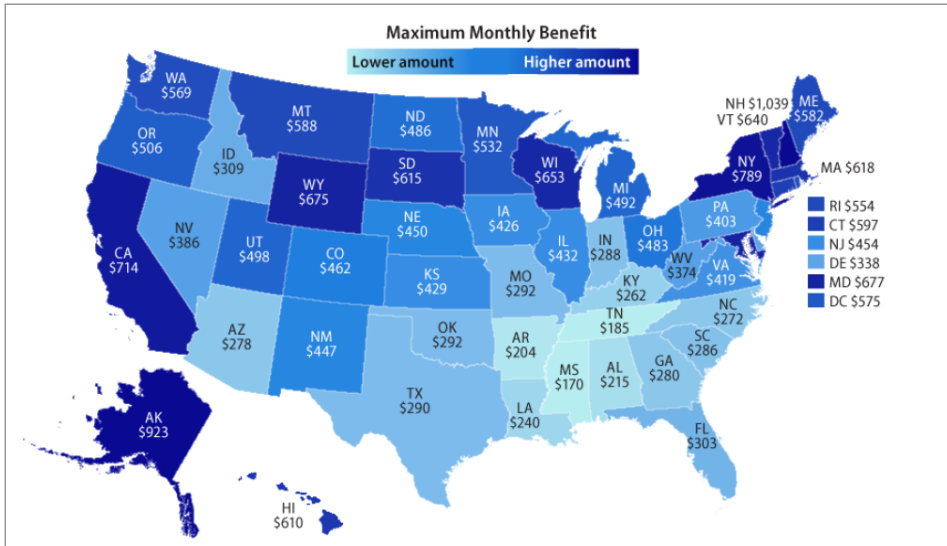 Maximum Monthly Benefit
Lower amount Higher amount
WA
$569
MT
$588
ND
$486
MN
$532
NH $1,039
VT $640
ME
$582
OR
$506
ID
$309
SD
$615
WI
$653
MI
$492
NY
$789
MA $618
WY
$675
RI $554
CT $597
NJ $454
DE $338
MD $677
DC $575
NV
$386
UT
$498
CO
$462
NE
$450
IA
$426
IL
$432
IN
$288
OH
$483
PA
$403
WV
$374
VA
$419
CA
$714
KS
$429
MO
$292
KY
$262
NC
$272
AZ
$278
NM
$447
OK
$292
AR
$204
TN
$185
SC
$286
TX
$290
LA
$240
MS
$170
AL
$215
GA
$280
FL
$303
AK
$923
HI
$610